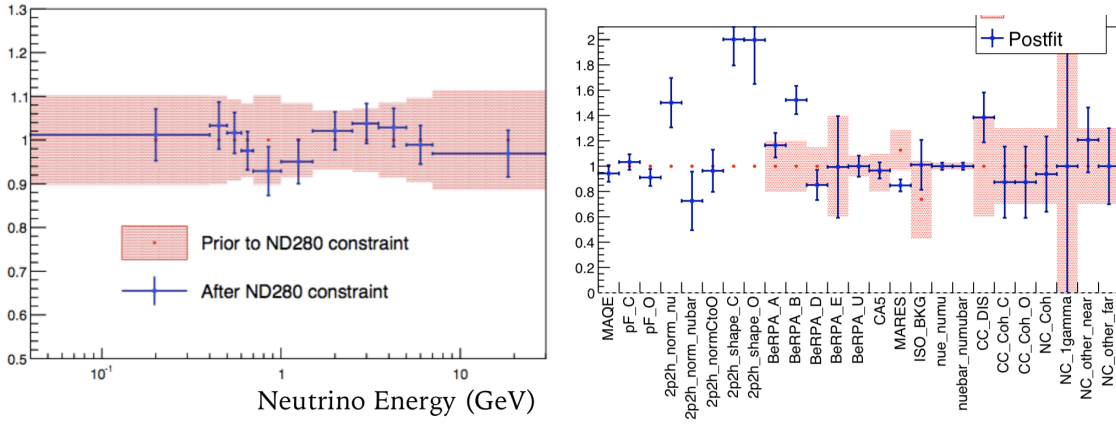 1.3
1.2
1.1
1
0.9
0.8
0.7
0.6
0.5
Prior to ND280 constraint
After ND280 constraint
10⁻¹ 1 10
Neutrino Energy (GeV)
Postfit
2
1.8
1.6
1.4
1.2
1
0.8
0.6
0.4
0.2
0
MAQE
pF_C
pF_O
2p2h_norm_nu
2p2h_norm_nubar
2p2h_normCtoO
2p2h_shape_C
2p2h_shape_O
BeRPA_A
BeRPA_B
BeRPA_D
BeRPA_E
BeRPA_U
CA5
MARES
ISO_BKG
nue_numu
nuebar_numubar
CC_DIS
CC_Coh_C
CC_Coh_O
NC_Coh
NC_1gamma
NC_other_near
NC_other_far